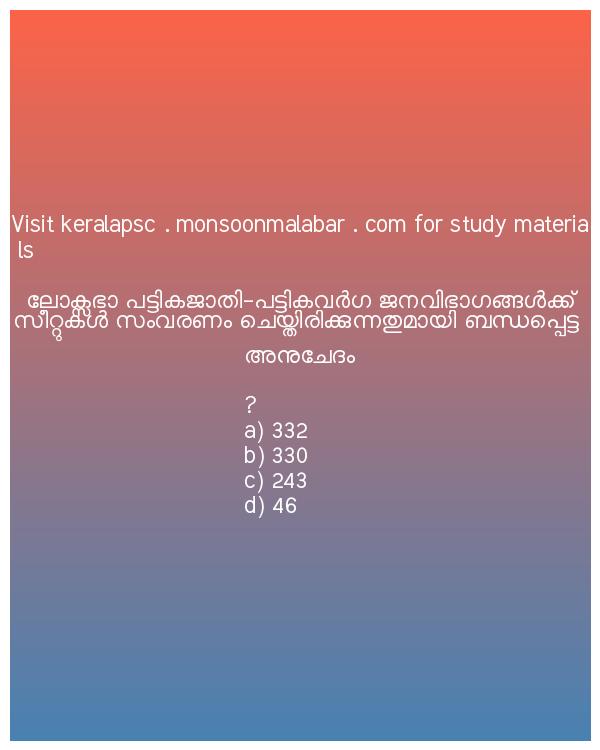 Visit keralapsc . monsoonmalabar . com for study materia
ls
ലോക്സഭാ പട്ടികജാതി-പട്ടികവർഗ ജനവിഭാഗങ്ങൾക്ക്
സീറ്റുകൾ സംവരണം ചെയ്തിരിക്കുന്നതുമായി ബന്ധപ്പെട്ട
അനുചേദം
?
a) 332
b) 330
c) 243
d) 46